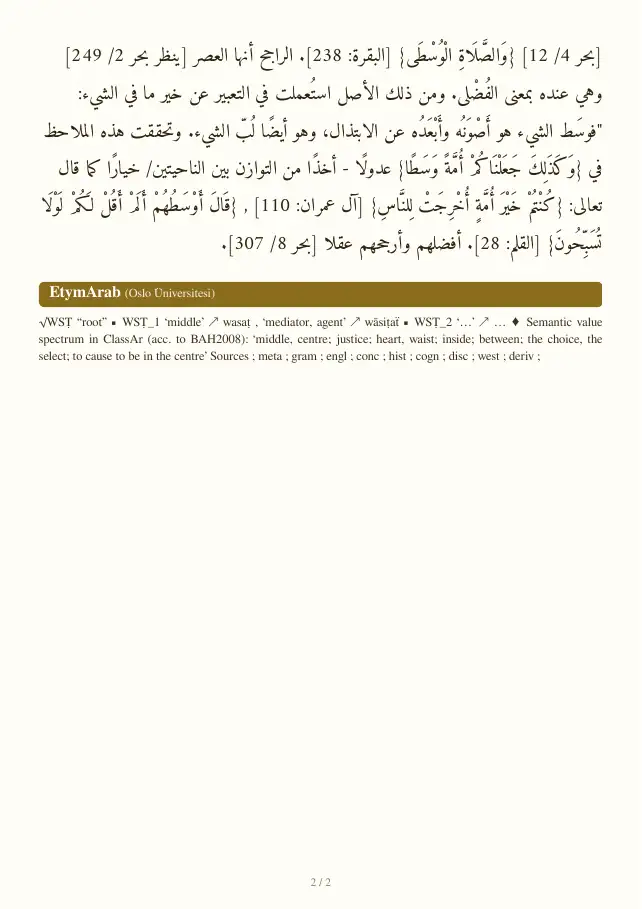 [بحر 4/ 12] {وَالصَّلَاةِ الْوُسْطَى} [البقرة: 238]. الراجح أنها العصر [ينظر بحر 2/ 249]
وهي عنده بمعنى الفُضْلى. ومن ذلك الأصل استُعملت في التعبير عن خير ما في الشيء:
"فوسَط الشيء هو أَصْوَنُه وأَبْعَدُه عن الابتذال، وهو أيضًا لُبّ الشيء. وتحققت هذه الملاحظ
في {وَكَذَلِكَ جَعَلْنَاكُمْ أُمَّةً وَسَطًا} عدولًا - أخذًا من التوازن بين الناحيتين/ خيارًا كما قال
تعالى: {كُنْتُمْ خَيْرَ أُمَّةٍ أُخْرِجَتْ لِلنَّاسِ} [آل عمران: 110] , {قَالَ أَوْسَطُهُمْ أَلَمْ أَقُلْ لَكُمْ لَوْلَا
تُسَبِّحُونَ} [القلم: 28]. أفضلهم وأرجحهم عقلا [بحر 8/ 307].
EtymArab (Oslo Üniversitesi)
√WSṬ “root” ▪ WSṬ_1 ‘middle’ ↗ wasaṭ , ‘mediator, agent’ ↗ wāsiṭaẗ ▪ WSṬ_2 ‘…’ ↗ … ♦ Semantic value
spectrum in ClassAr (acc. to BAH2008): ‘middle, centre; justice; heart, waist; inside; between; the choice, the
select; to cause to be in the centre’ Sources ; meta ; gram ; engl ; conc ; hist ; cogn ; disc ; west ; deriv ;
2 / 2